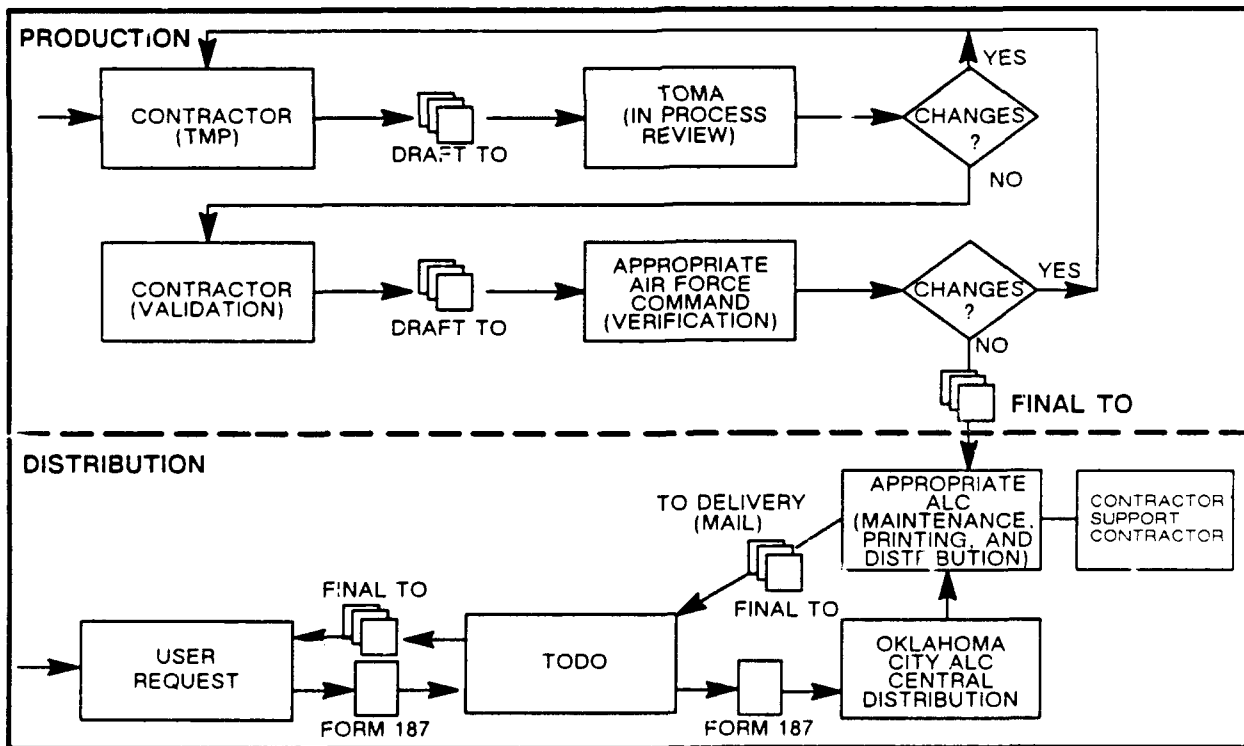 PRODUCTION
YES
CONTRACTOR
(TMP)
DRAFT TO
TOMA
(IN PROCESS
REVIEW)
CHANGES
?
NO
CONTRACTOR
(VALIDATION)
DRAFT TO
APPROPRIATE
AIR FORCE
COMMAND
(VERIFICATION)
CHANGES
?
YES
NO
FINAL TO
DISTRIBUTION
TO DELIVERY
(MAIL)
FINAL TO
APPROPRIATE
ALC
(MAINTENANCE,
PRINTING, AND
DISTRIBUTION)
CONTRACTOR
SUPPORT
CONTRACTOR
FINAL TO
USER
REQUEST
FORM 187
TODO
FORM 187
OKLAHOMA
CITY ALC
CENTRAL
DISTRIBUTION